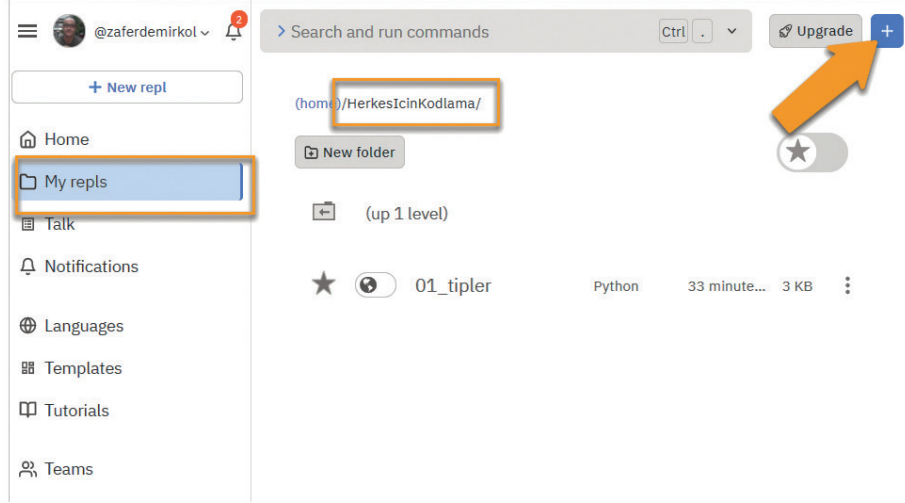 @zaferdemirkol
2
Search and run commands
Ctrl .
Upgrade
+
+ New repl
Home
My repls
Talk
Notifications
Languages
Templates
Tutorials
Teams
(home)/HerkesIcinKodlama/
New folder
(up 1 level)
01_tipler Python 33 minute... 3 KB